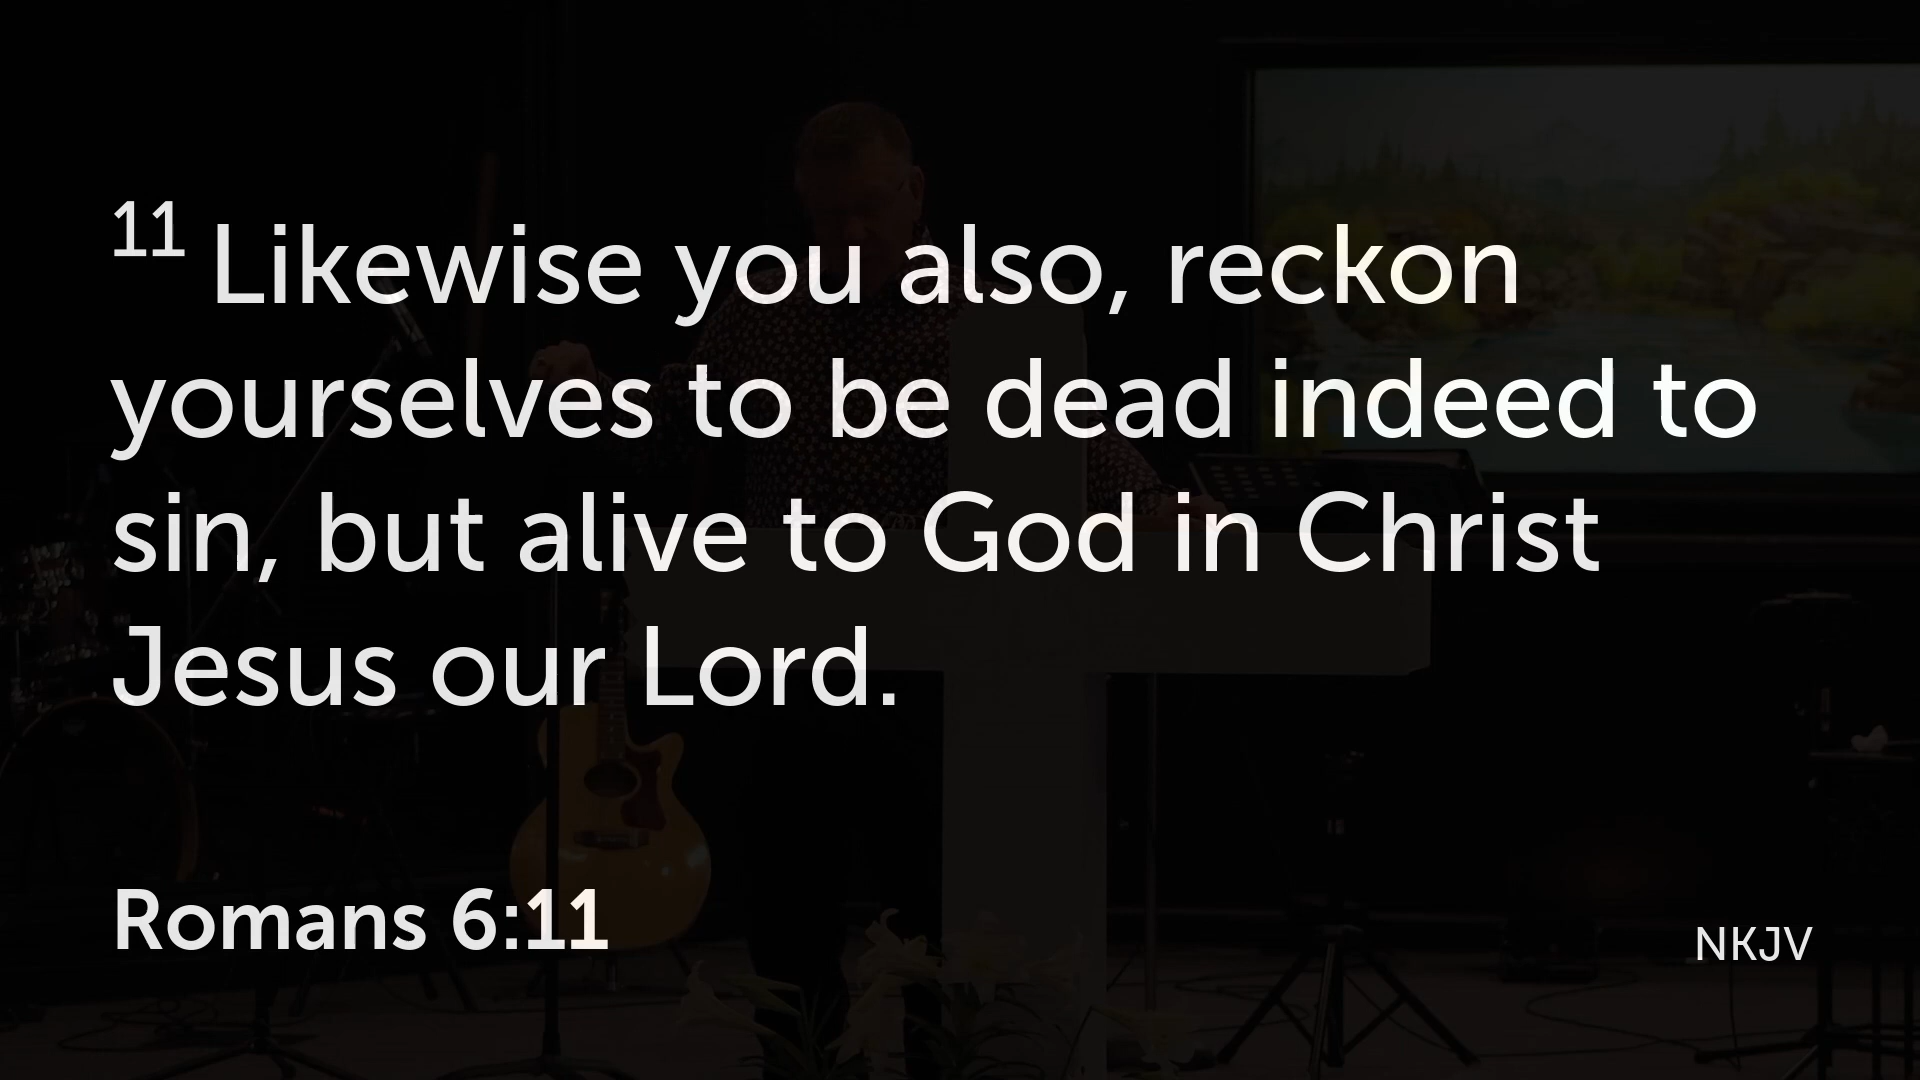 11 Likewise you also, reckon
yourselves to be dead indeed to
sin, but alive to God in Christ
Jesus our Lord.
Romans 6:11
NKJV